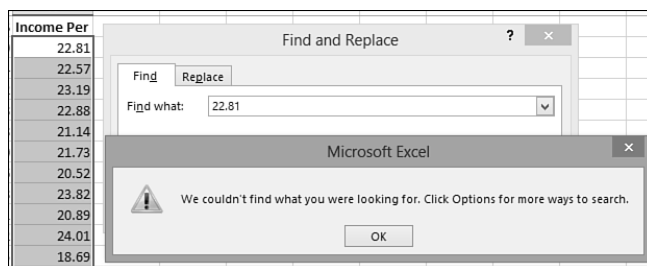 Income Per
22.81
22.57
23.19
22.88
21.14
21.73
20.52
23.82
20.89
24.01
18.69
Find and Replace
? ×
Find Replace
Find what: 22.81
Microsoft Excel
×
We couldn't find what you were looking for. Click Options for more ways to search.
OK